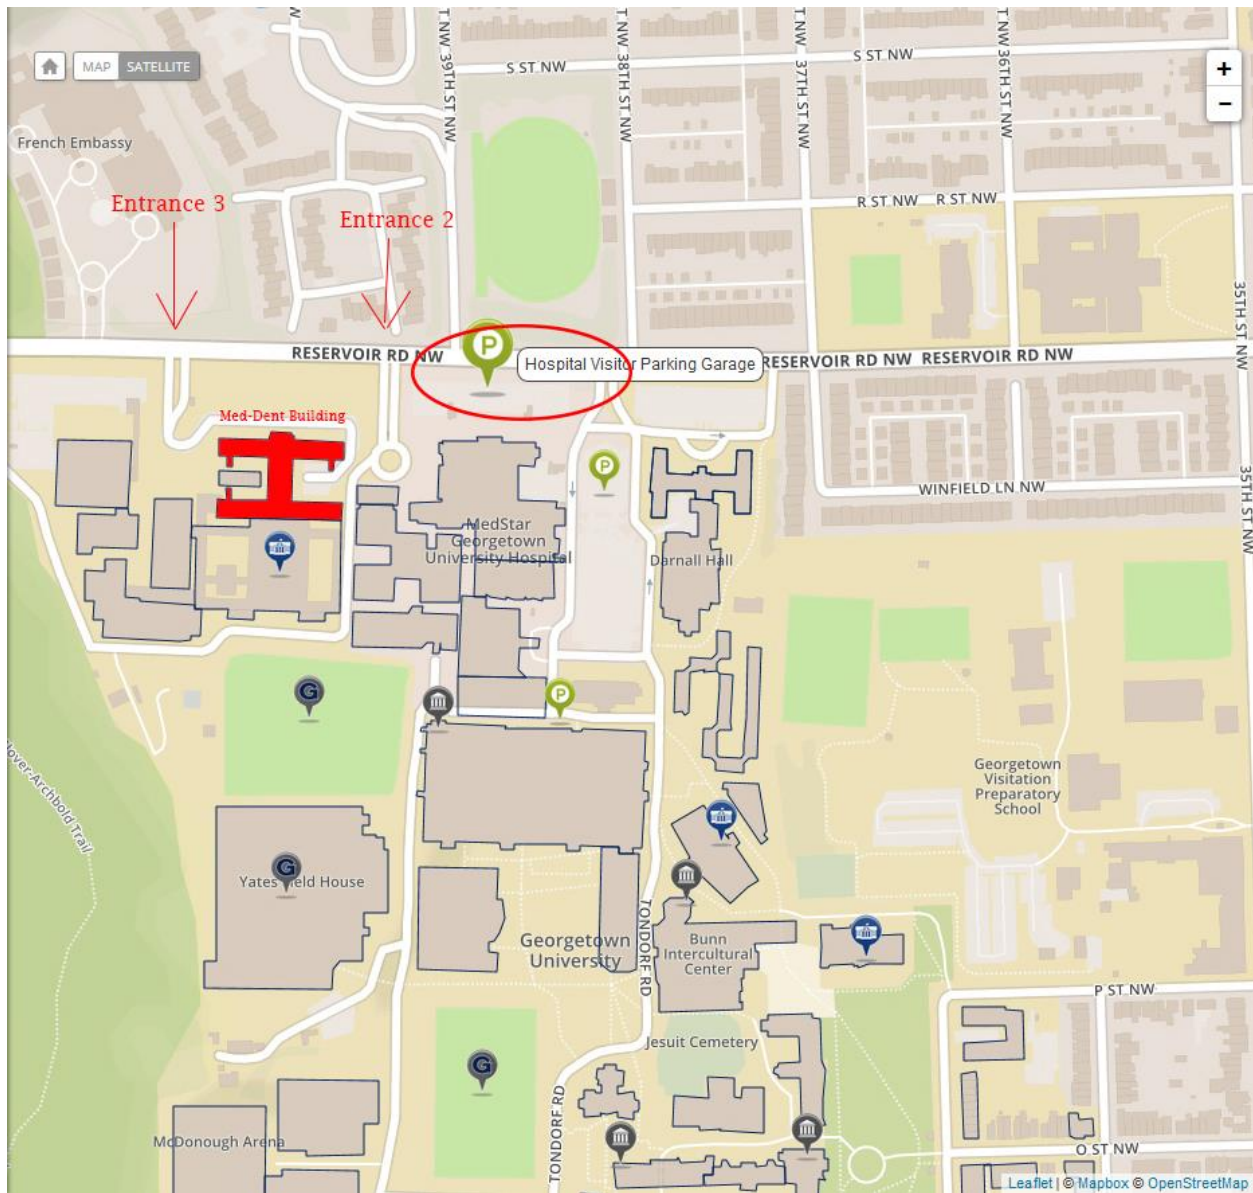 T NW
39TH ST NW
T NW
38TH ST NW
T NW
37TH ST NW
T NW
36TH ST NW
S ST NW
S ST NW
MAP
SATELLITE
+
−
French Embassy
Entrance 3
Entrance 2
R ST NW
R ST NW
35TH ST NW
RESERVOIR RD NW
P
Hospital Visitor Parking Garage
RESERVOIR RD NW
RESERVOIR RD NW
Med-Dent Building
P
WINFIELD LN NW
35TH ST NW
MedStar
Georgetown
University Hospital
Darnall Hall
G
P
Georgetown
Visitation
Preparatory
School
G
Yates Field House
TONDORF RD
Georgetown
University
Bunn
Intercultural
Center
P ST NW
Jesuit Cemetery
G
TONDORF RD
McDonough Arena
O ST NW
Leaflet | © Mapbox © OpenStreetMap